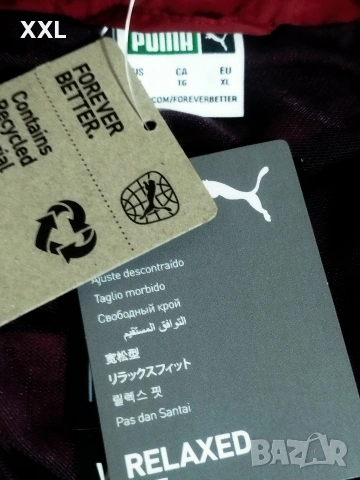 XXL
PUMA
US CA EU
TG XL
.COM/FOREVERBETTER
FOREVER
BETTER.
Contains
Recycled
Ajuste descontraído
Taglio morbido
Свободный крой
التوافق المستقيم
宽松型
リラックスフィット
릴렉스 핏
Pas dan Santai
RELAXED
BAZAR